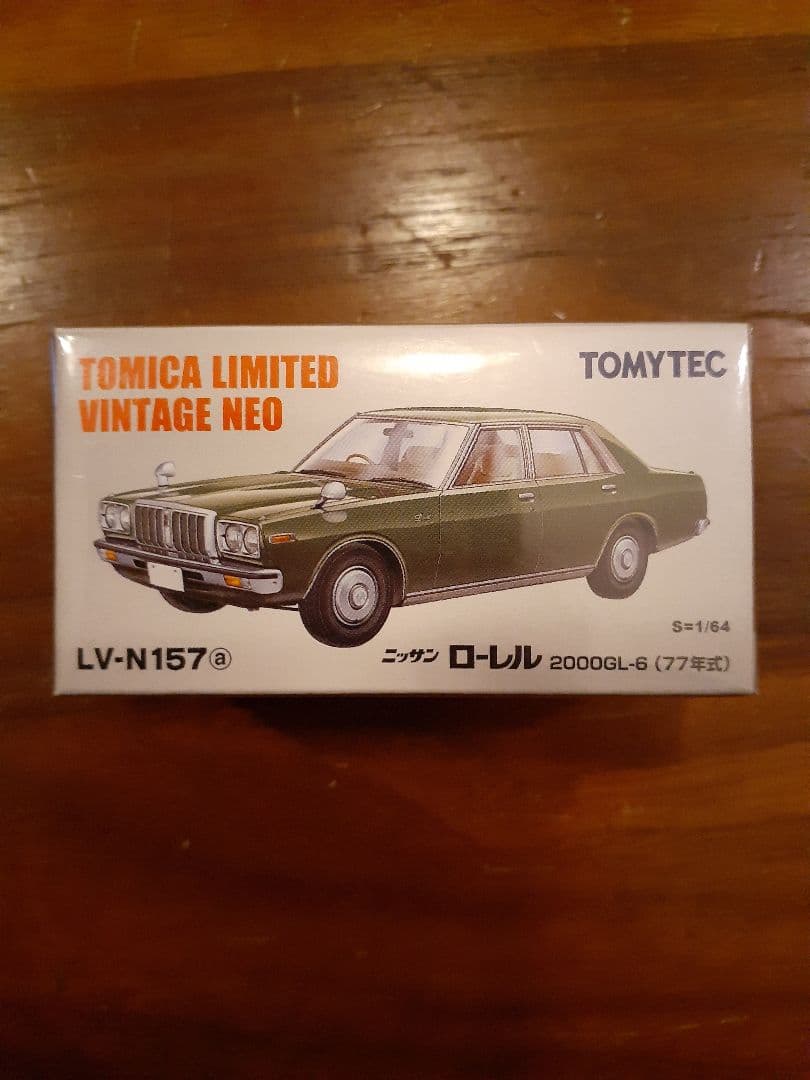 TOMICA LIMITED
VINTAGE NEO
TOMYTEC
S=1/64
LV-N157ⓐ
ニッサン ローレル 2000GL-6 (77年式)